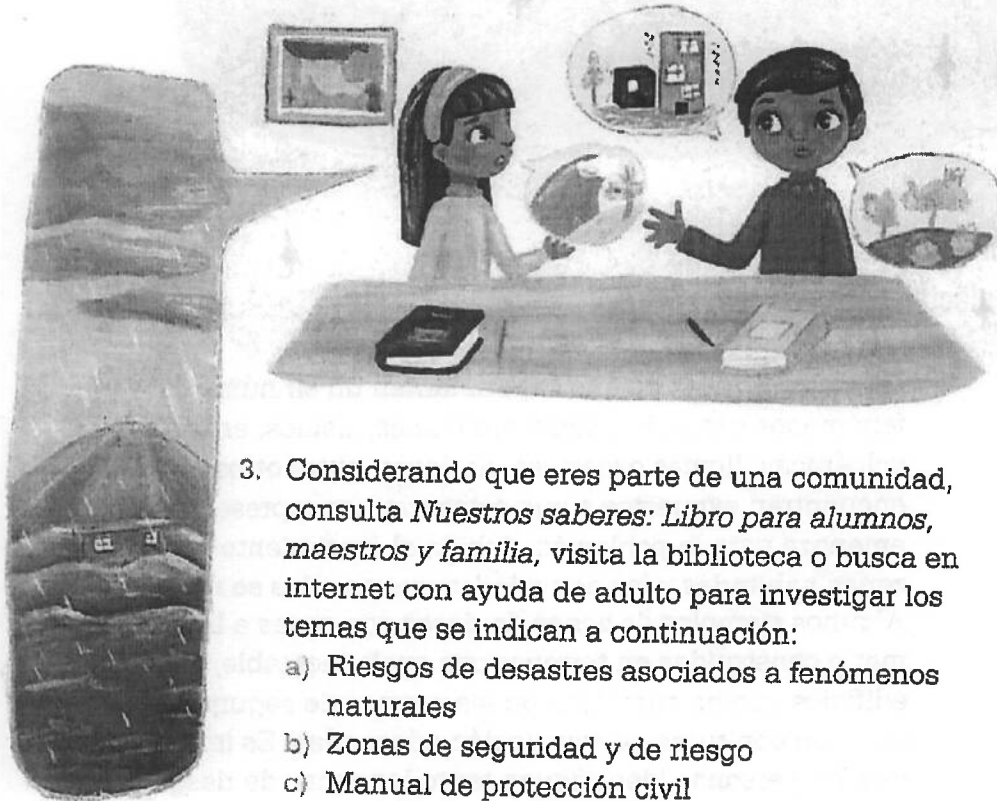 3. Considerando que eres parte de una comunidad,
consulta Nuestros saberes: Libro para alumnos,
maestros y familia, visita la biblioteca o busca en
internet con ayuda de adulto para investigar los
temas que se indican a continuación:
a) Riesgos de desastres asociados a fenómenos
naturales
b) Zonas de seguridad y de riesgo
c) Manual de protección civil